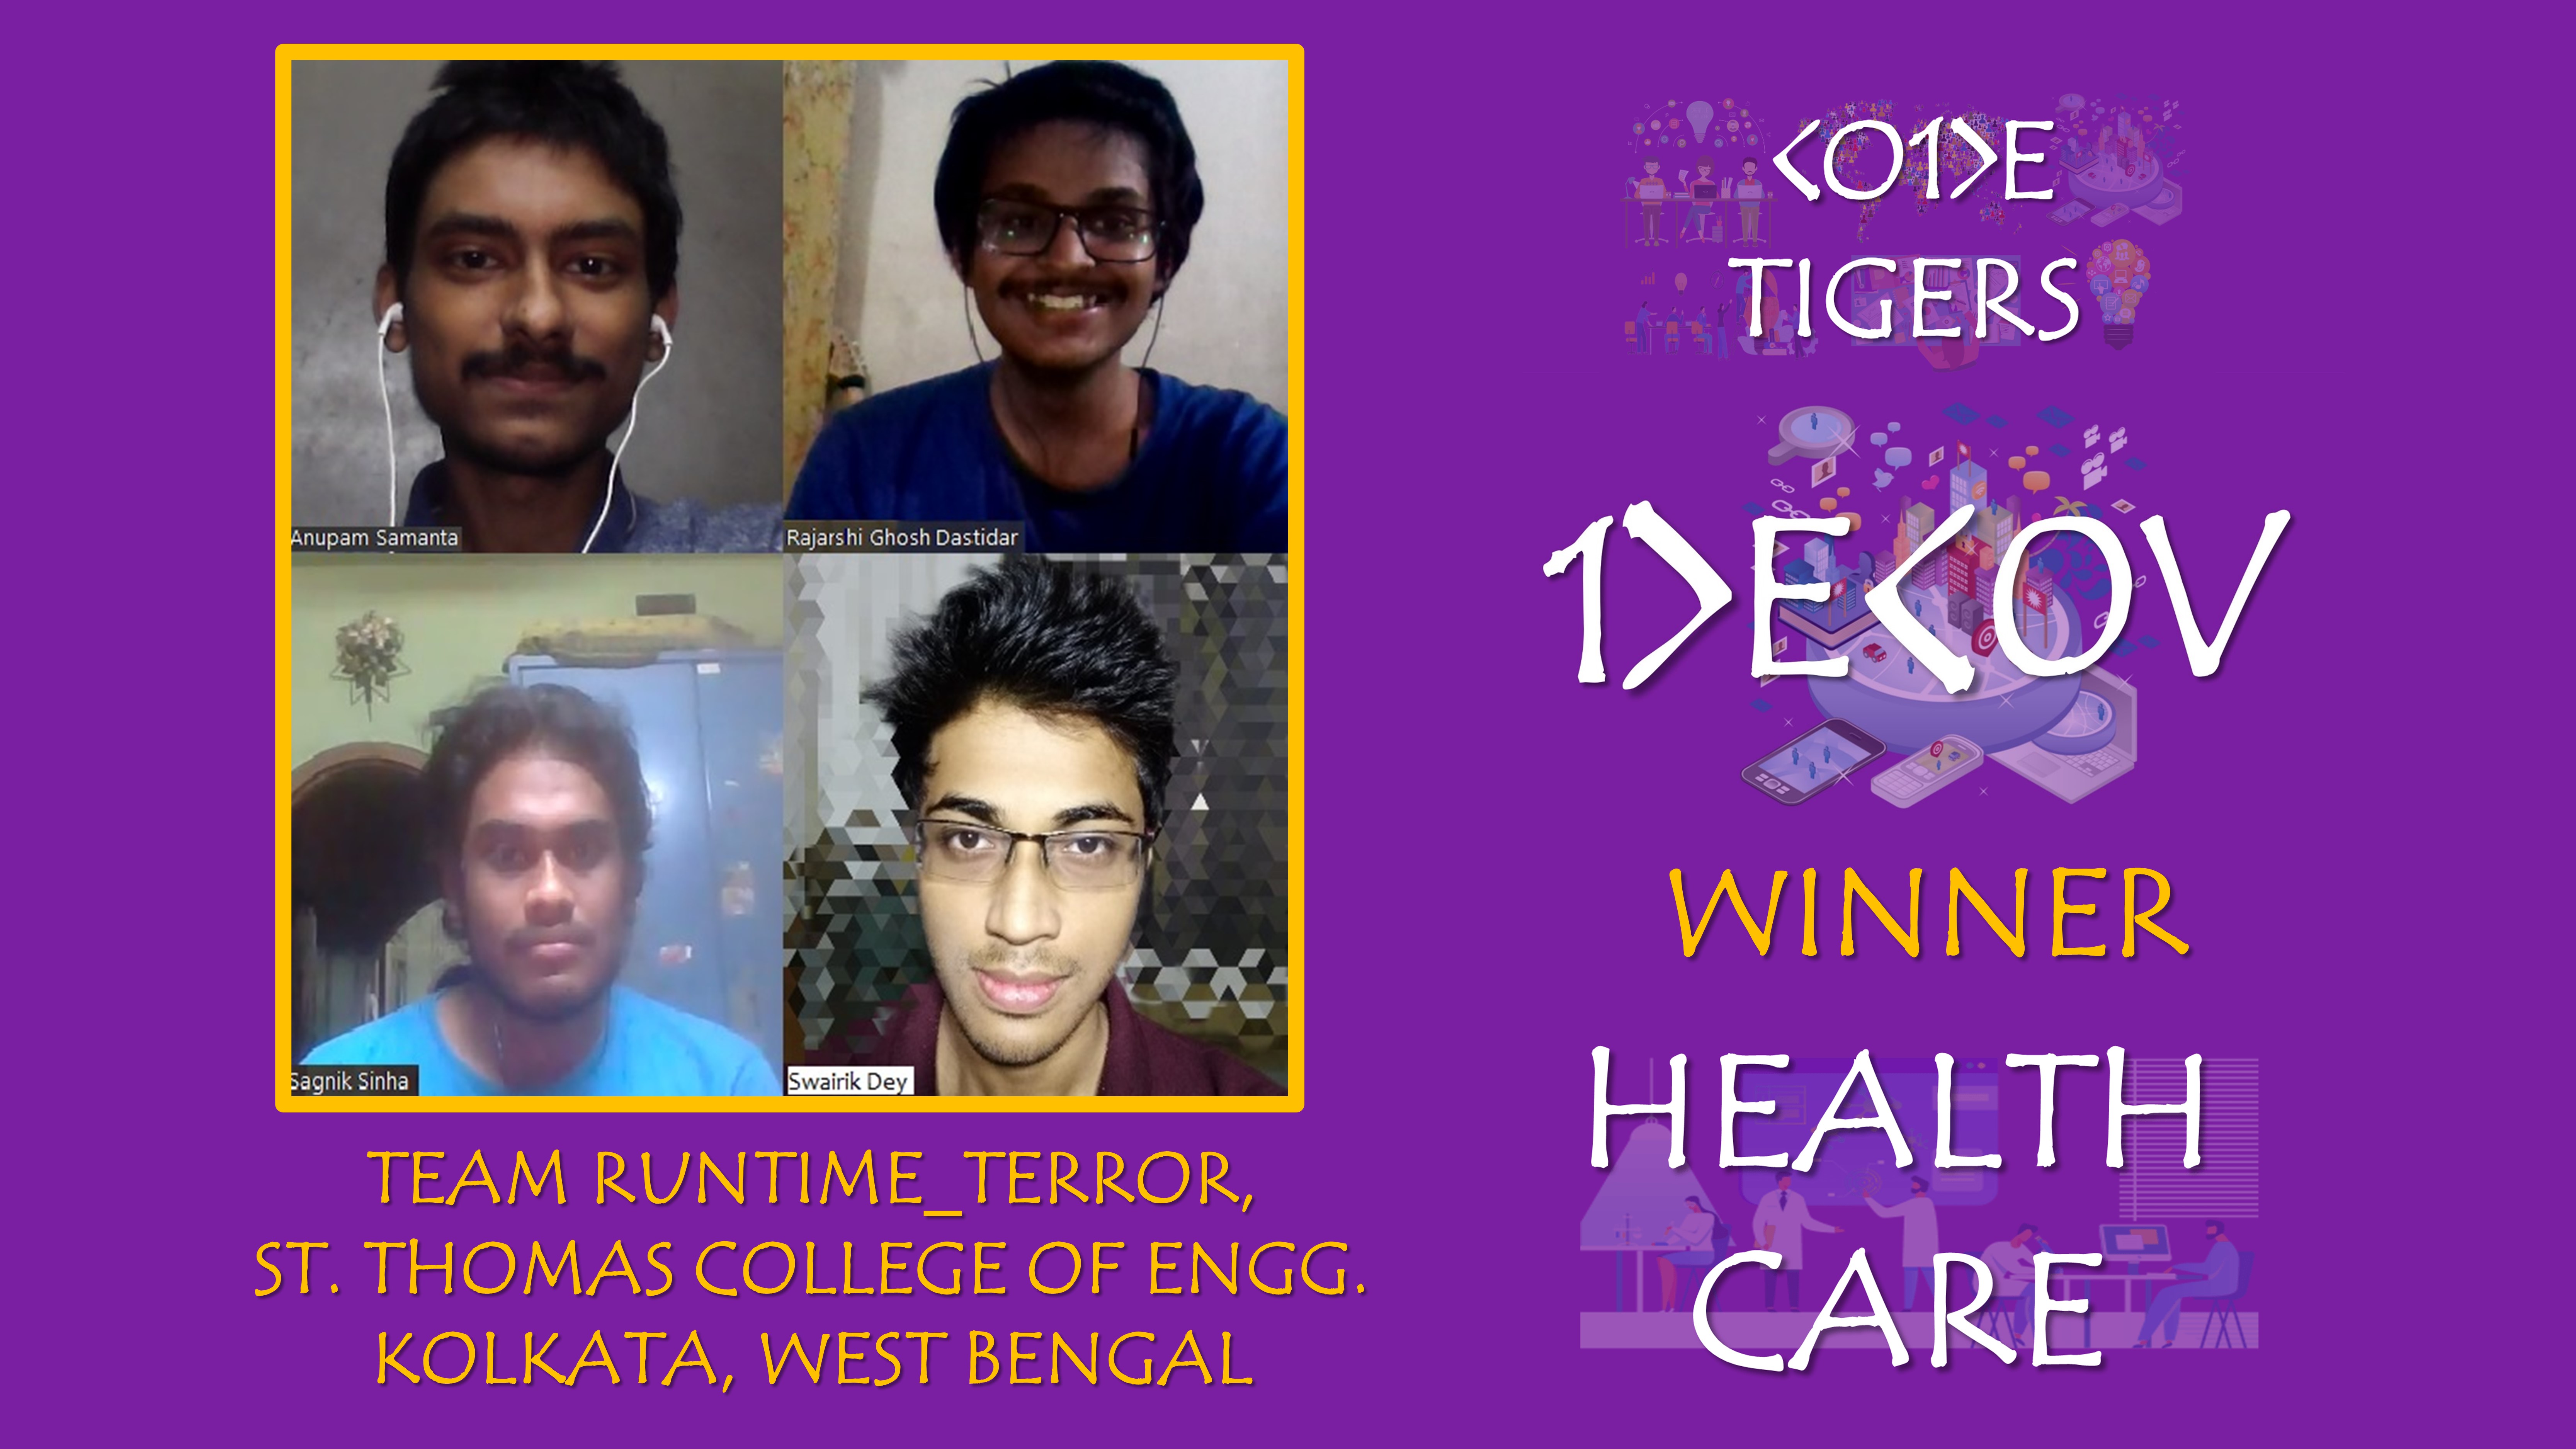 Anupam Samanta
Rajarshi Ghosh Dastidar
Sagnik Sinha
Swairik Dey
TEAM RUNTIME_TERROR,
ST. THOMAS COLLEGE OF ENGG.
KOLKATA, WEST BENGAL
<01>E
TIGERS
1>E<OV
WINNER
HEALTH
CARE